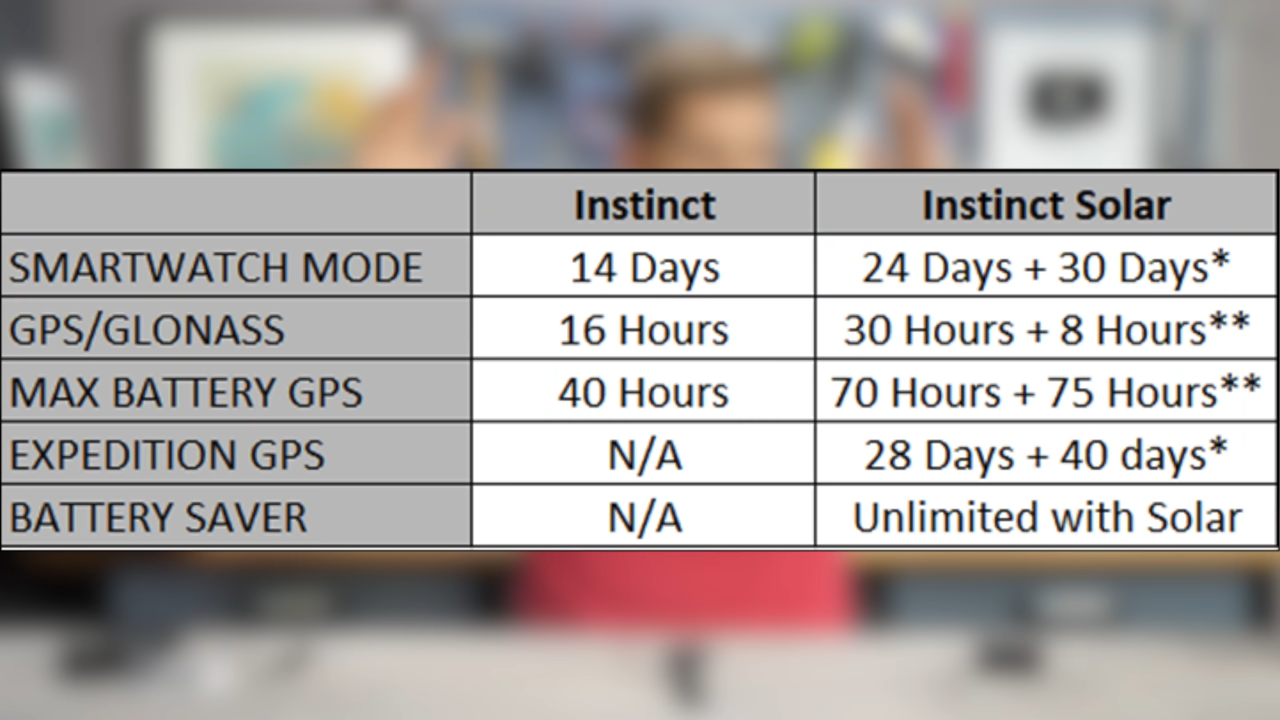 Instinct Instinct Solar
SMARTWATCH MODE 14 Days 24 Days + 30 Days*
GPS/GLONASS 16 Hours 30 Hours + 8 Hours**
MAX BATTERY GPS 40 Hours 70 Hours + 75 Hours**
EXPEDITION GPS N/A 28 Days + 40 days*
BATTERY SAVER N/A Unlimited with Solar